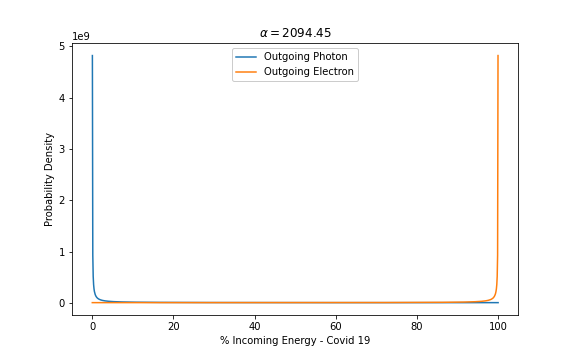 α = 2094.45
1e9
Outgoing Photon
Outgoing Electron
5
4
3
2
1
0
Probability Density
0 20 40 60 80 100
% Incoming Energy - Covid 19